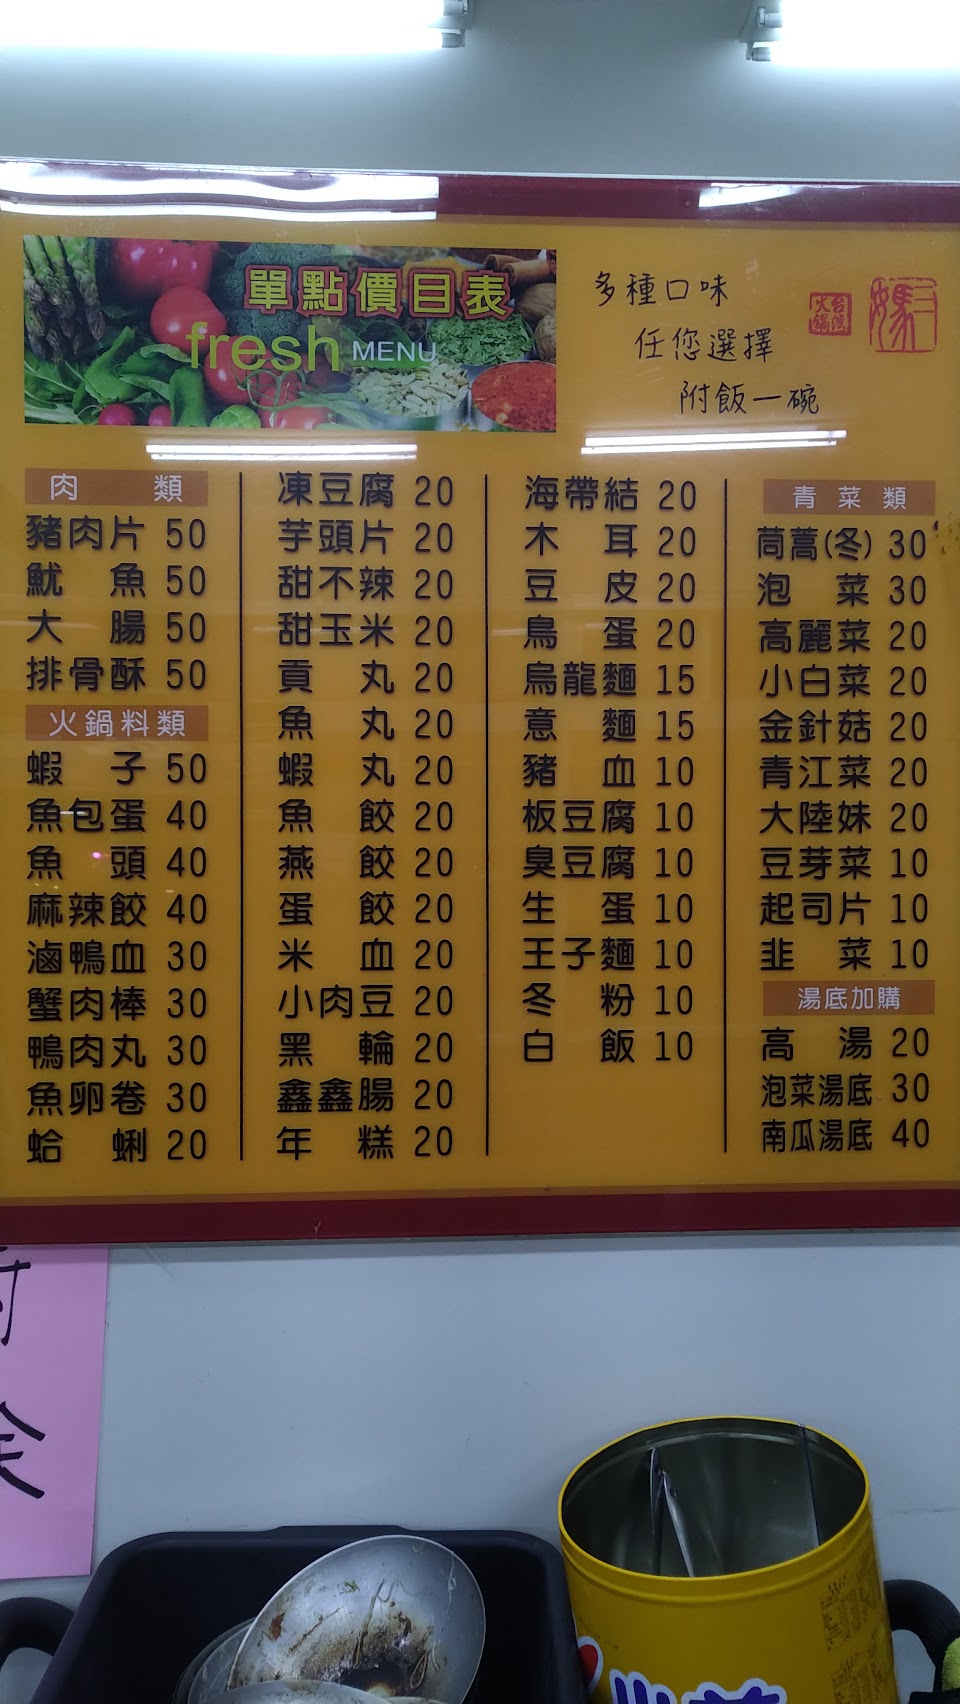 單點價目表
fresh MENU
多種口味
任您選擇
附飯一碗
台灣
火鍋
肉類
豬肉片 50
魷魚 50
大腸 50
排骨酥 50
火鍋料類
蝦子 50
魚包蛋 40
魚頭 40
麻辣餃 40
滷鴨血 30
蟹肉棒 30
鴨肉丸 30
魚卵卷 30
蛤蜊 20
凍豆腐 20
芋頭片 20
甜不辣 20
甜玉米 20
貢丸 20
魚丸 20
蝦丸 20
魚餃 20
燕餃 20
蛋餃 20
米血 20
小肉豆 20
黑輪 20
鑫鑫腸 20
年糕 20
海帶結 20
木耳 20
豆皮 20
鳥蛋 20
烏龍麵 15
意麵 15
豬血 10
板豆腐 10
臭豆腐 10
生蛋 10
王子麵 10
冬粉 10
白飯 10
青菜類
茼蒿(冬) 30
泡菜 30
高麗菜 20
小白菜 20
金針菇 20
青江菜 20
大陸妹 20
豆芽菜 10
起司片 10
韭菜 10
湯底加購
高湯 20
泡菜湯底 30
南瓜湯底 40